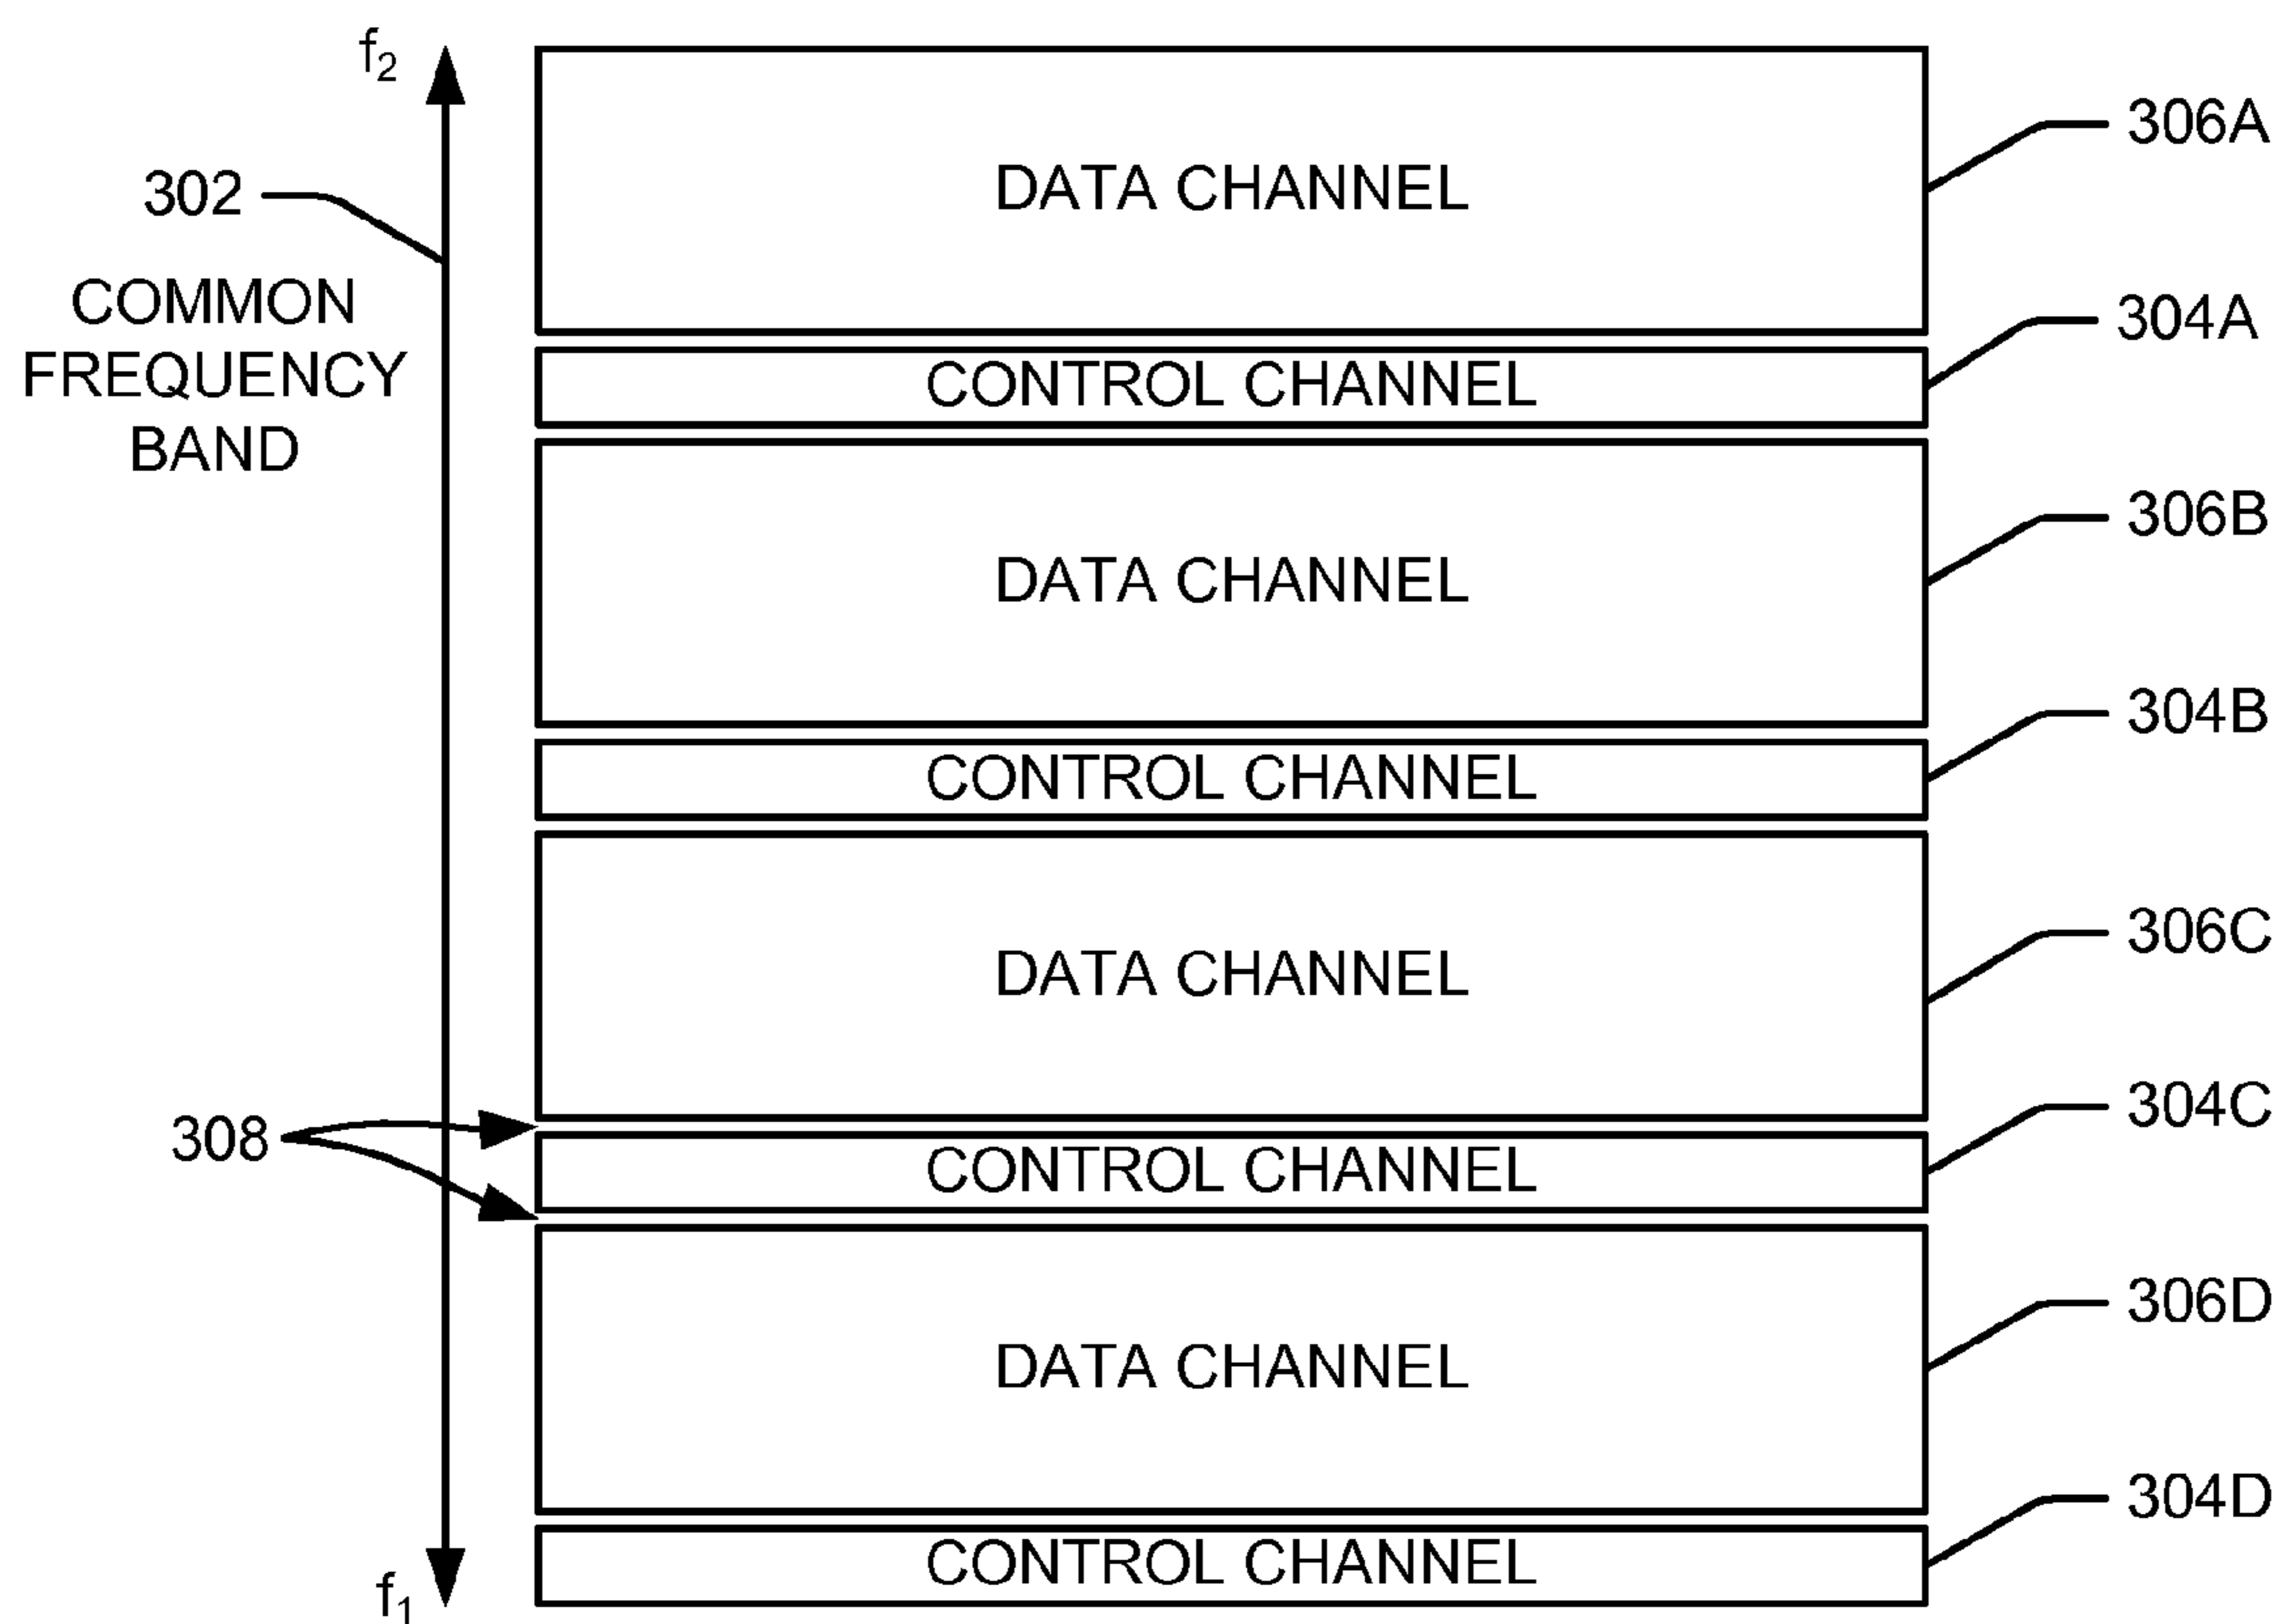 f₂
302
COMMON
FREQUENCY
BAND
308
f₁
DATA CHANNEL
306A
CONTROL CHANNEL
304A
DATA CHANNEL
306B
CONTROL CHANNEL
304B
DATA CHANNEL
306C
CONTROL CHANNEL
304C
DATA CHANNEL
306D
CONTROL CHANNEL
304D